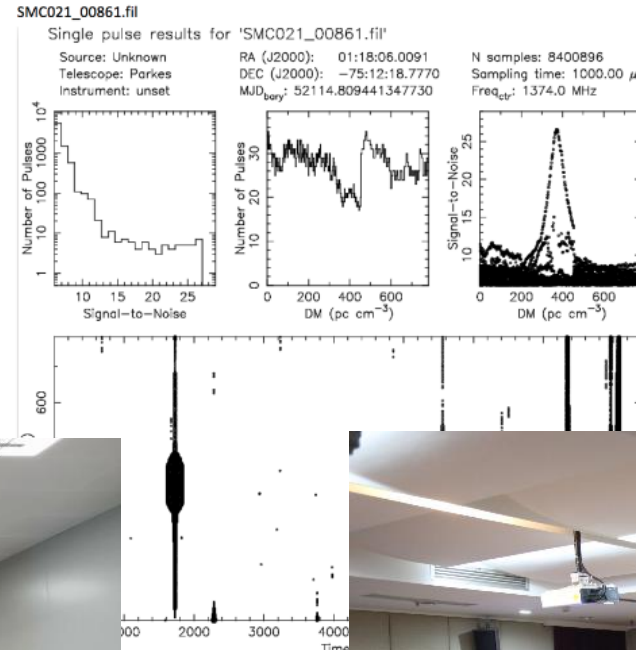 SMC021_00861.fil
Single pulse results for 'SMC021_00861.fil'
Source: Unknown
Telescope: Parkes
Instrument: unset
RA (J2000): 01:18:06.0091
DEC (J2000): −75:12:18.7770
MJDbary: 52114.809441347730
N samples: 8400896
Sampling time: 1000.00 μ
Freqctr: 1374.0 MHz
Number of Pulses
1 10 100 1000 10⁴
10 15 20 25
Signal−to−Noise
Number of Pulses
0 10 20 30
0 200 400 600
DM (pc cm⁻³)
Signal−to−Noise
10 15 20 25
0 200 400 600
DM (pc cm⁻³)
600
2000 3000 4000
Time